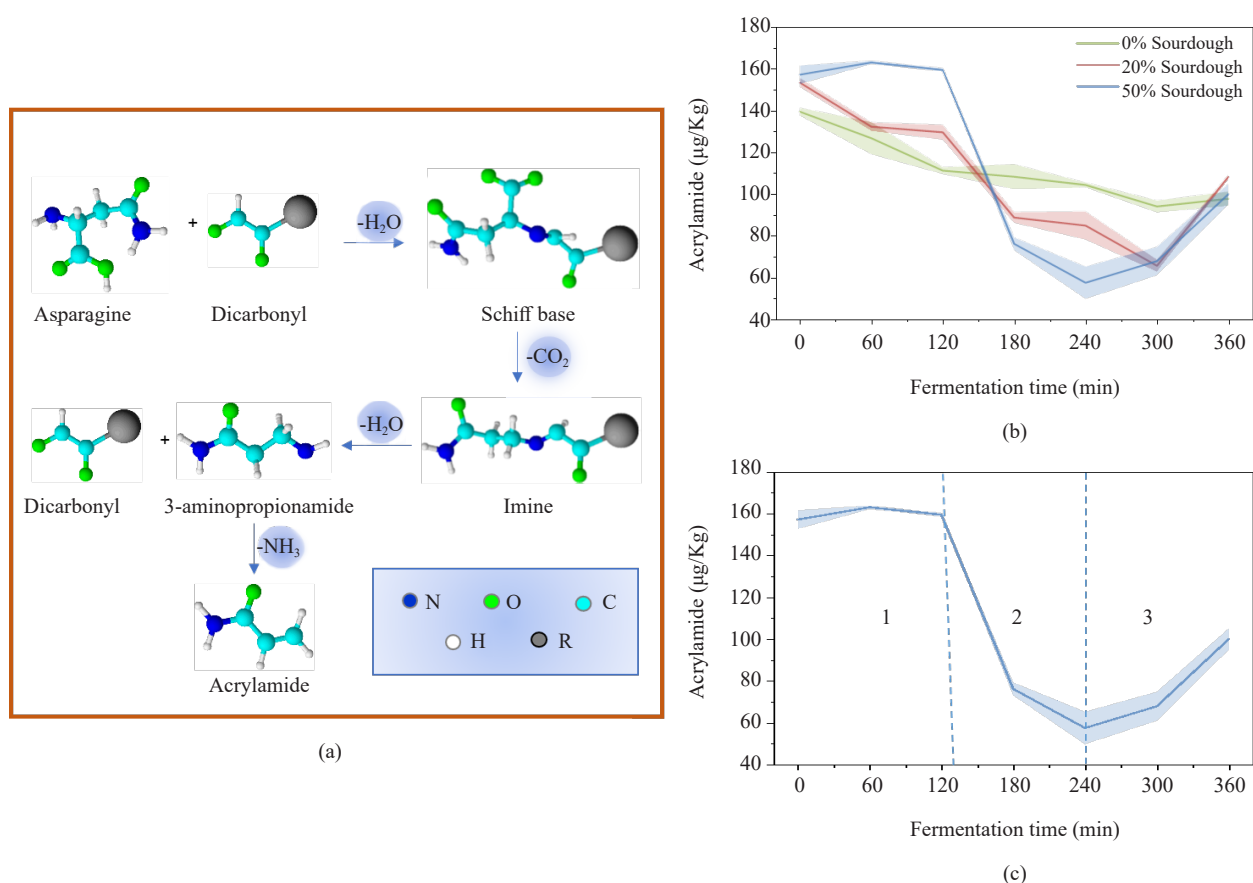 -H₂O
+
Asparagine
Dicarbonyl
Schiff base
-CO₂
+
-H₂O
Dicarbonyl
3-aminopropionamide
Imine
-NH₃
N
O
C
H
R
Acrylamide
(a)
180
160
140
120
100
80
60
40
Acrylamide (µg/Kg)
0% Sourdough
20% Sourdough
50% Sourdough
0 60 120 180 240 300 360
Fermentation time (min)
(b)
180
160
140
120
100
80
60
40
Acrylamide (µg/Kg)
1 2 3
0 60 120 180 240 300 360
Fermentation time (min)
(c)